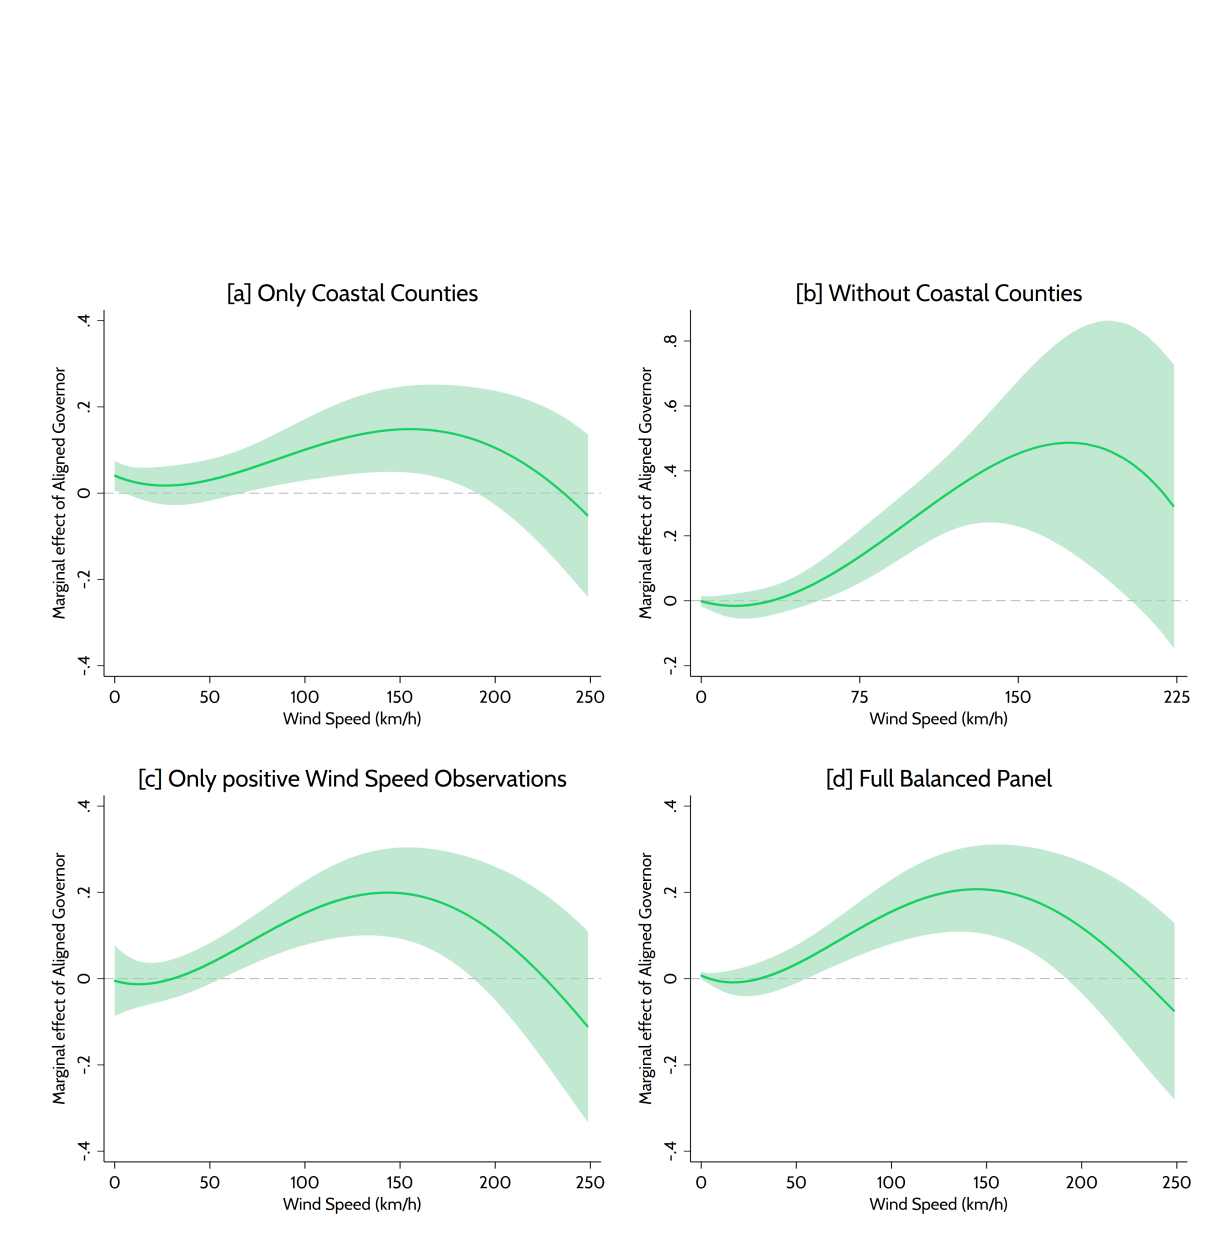 [a] Only Coastal Counties
Marginal effect of Aligned Governor
.4
.2
0
-.2
-.4
0 50 100 150 200 250
Wind Speed (km/h)
[b] Without Coastal Counties
Marginal effect of Aligned Governor
.8
.6
.4
.2
0
-.2
0 75 150 225
Wind Speed (km/h)
[c] Only positive Wind Speed Observations
Marginal effect of Aligned Governor
.4
.2
0
-.2
-.4
0 50 100 150 200 250
Wind Speed (km/h)
[d] Full Balanced Panel
Marginal effect of Aligned Governor
.4
.2
0
-.2
-.4
0 50 100 150 200 250
Wind Speed (km/h)